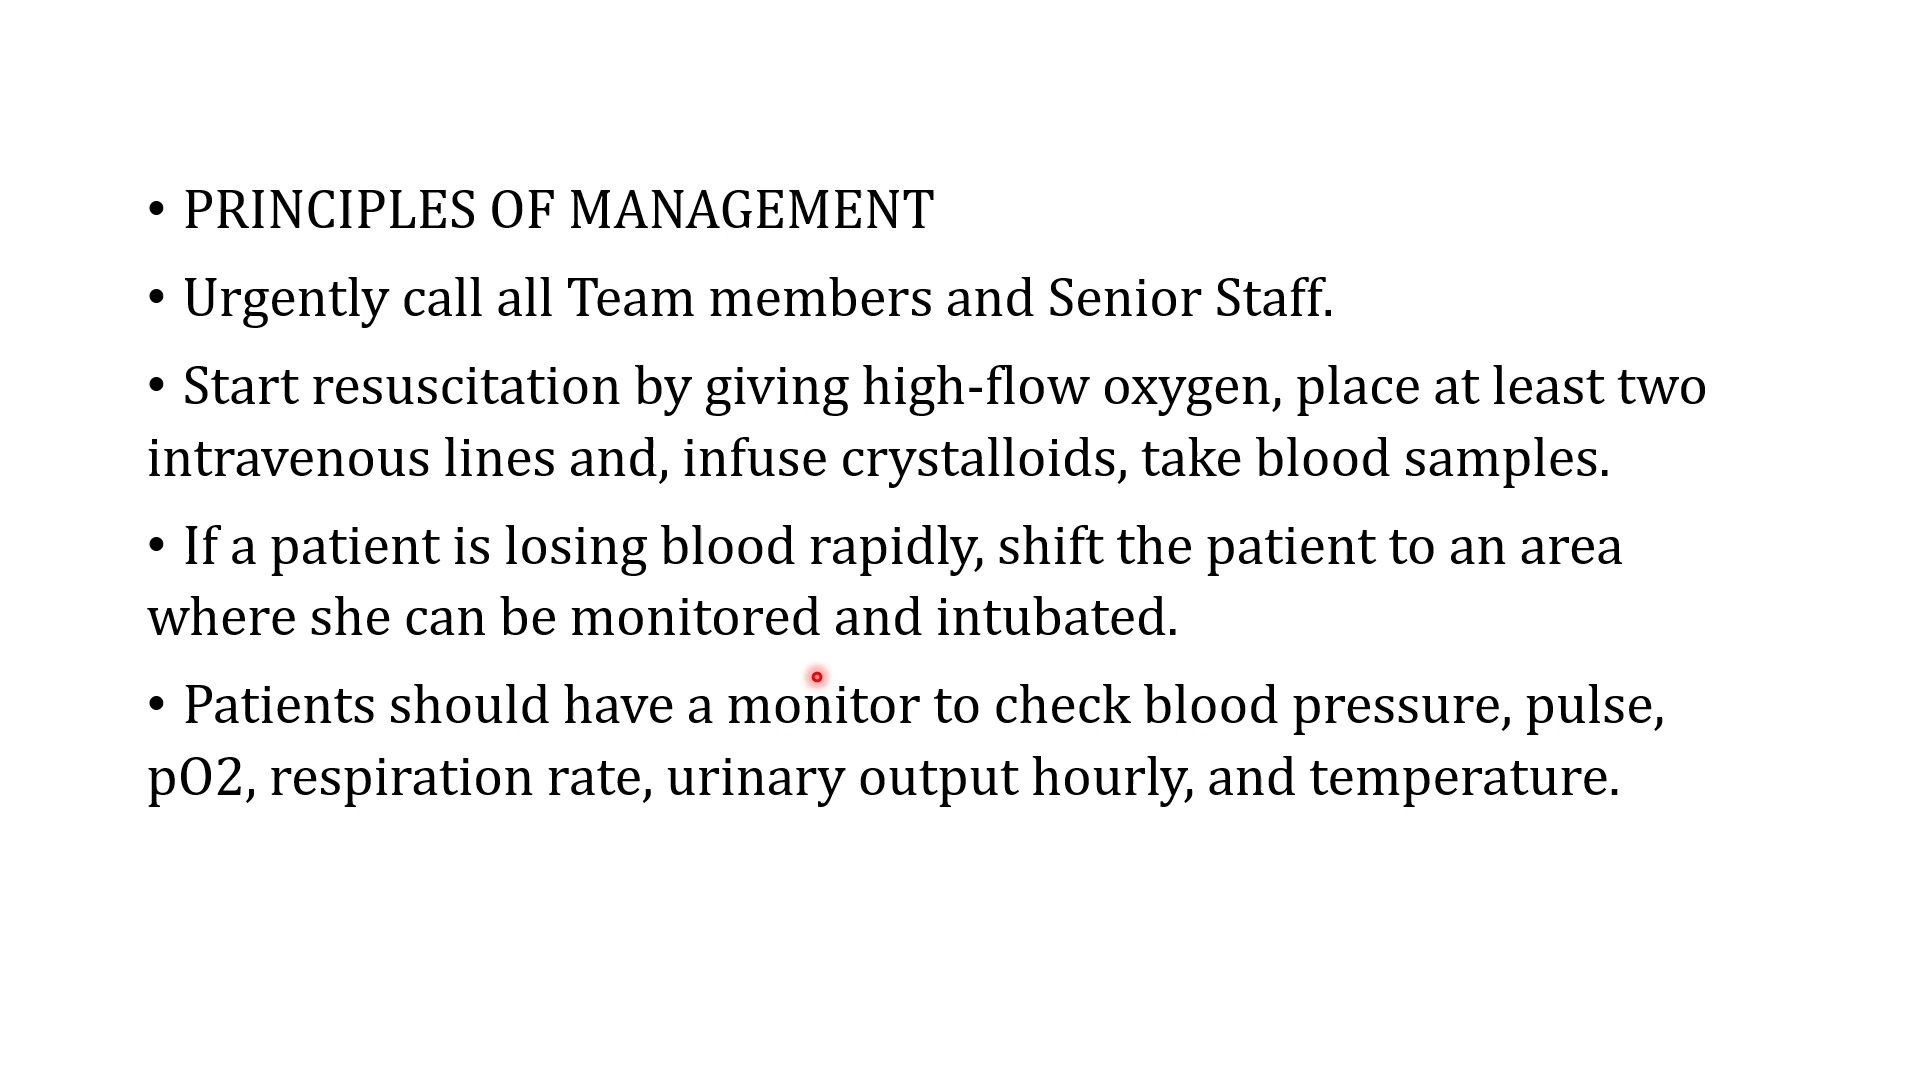 • PRINCIPLES OF MANAGEMENT
• Urgently call all Team members and Senior Staff.
• Start resuscitation by giving high-flow oxygen, place at least two
intravenous lines and, infuse crystalloids, take blood samples.
• If a patient is losing blood rapidly, shift the patient to an area
where she can be monitored and intubated.
• Patients should have a monitor to check blood pressure, pulse,
pO2, respiration rate, urinary output hourly, and temperature.